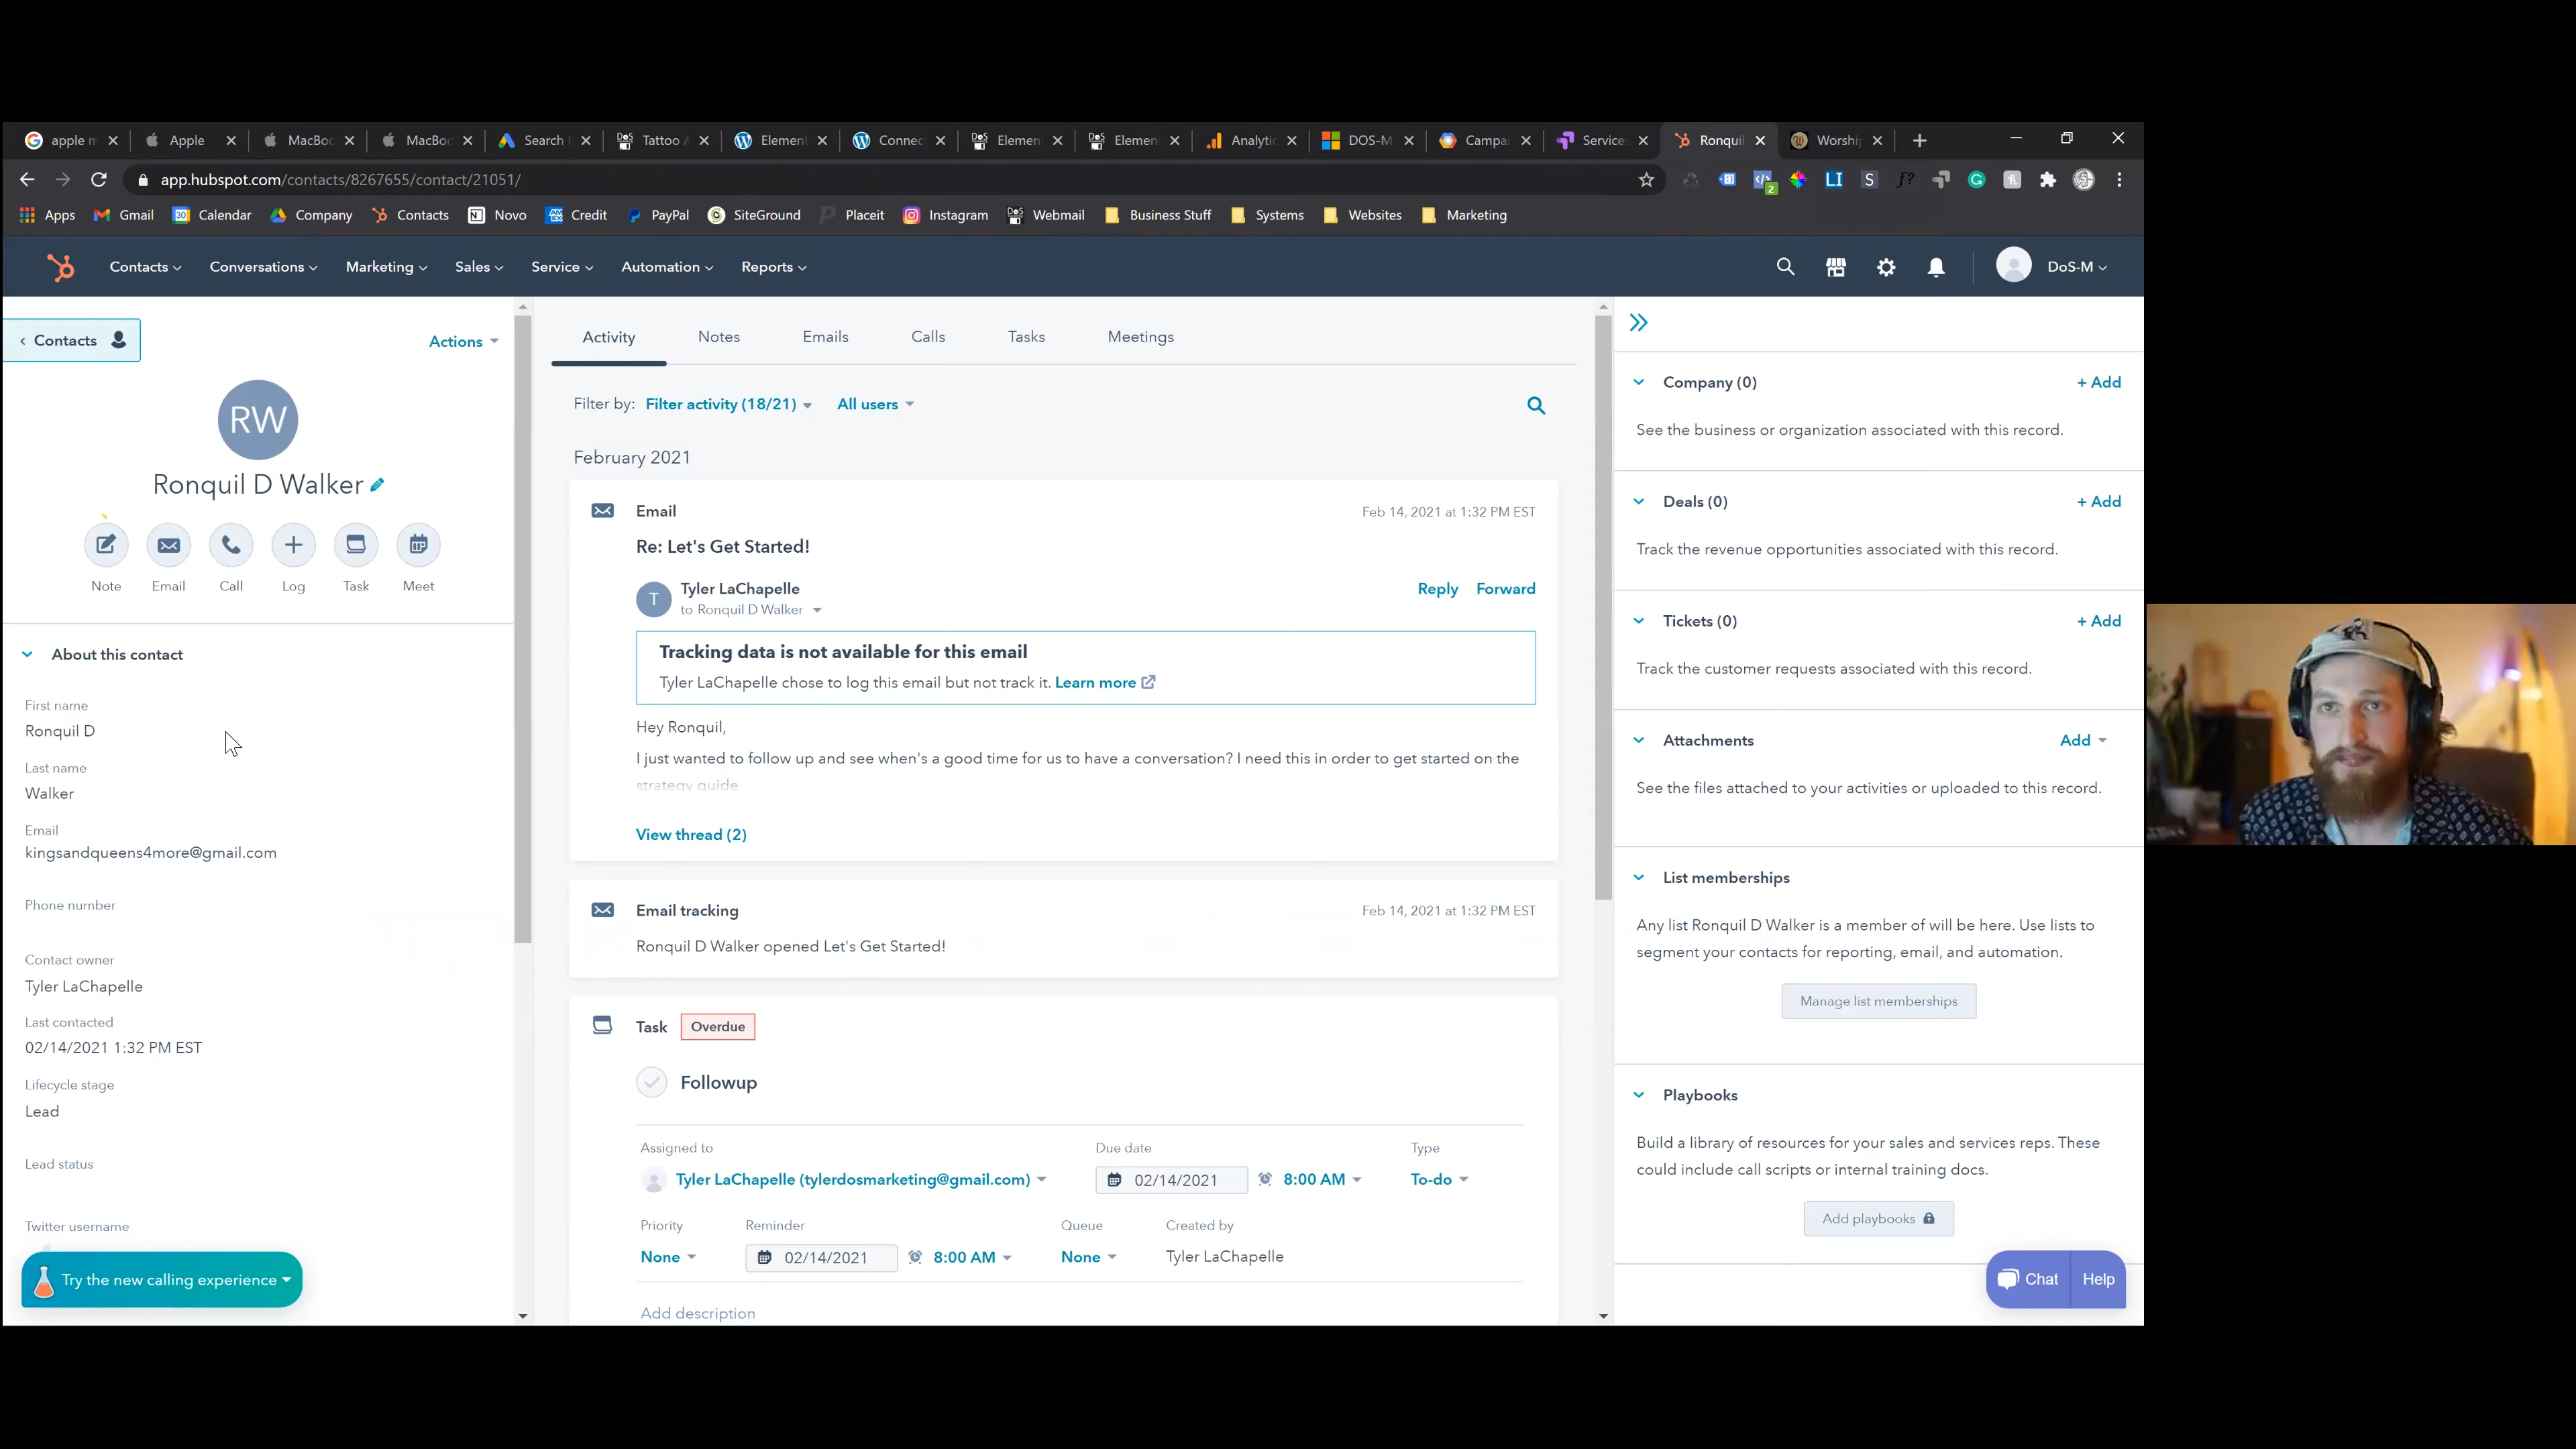 apple m
Apple
MacBoo
MacBoo
Search
Tattoo A
Element
Connec
Element
Element
Analytic
DOS-M
Campai
Services
Ronquil
Worship
app.hubspot.com/contacts/8267655/contact/21051/
Apps
Gmail
Calendar
Company
Contacts
Novo
Credit
PayPal
SiteGround
Placeit
Instagram
Webmail
Business Stuff
Systems
Websites
Marketing
Contacts
Conversations
Marketing
Sales
Service
Automation
Reports
DoS-M
Contacts
Actions
RW
Ronquil D Walker
Note
Email
Call
Log
Task
Meet
About this contact
First name
Ronquil D
Last name
Walker
Email
kingsandqueens4more@gmail.com
Phone number
Contact owner
Tyler LaChapelle
Last contacted
02/14/2021 1:32 PM EST
Lifecycle stage
Lead
Lead status
Twitter username
Try the new calling experience
Activity
Notes
Emails
Calls
Tasks
Meetings
Filter by: Filter activity (18/21) All users
February 2021
Email
Feb 14, 2021 at 1:32 PM EST
Re: Let's Get Started!
T
Tyler LaChapelle
to Ronquil D Walker
Reply
Forward
Tracking data is not available for this email
Tyler LaChapelle chose to log this email but not track it. Learn more
Hey Ronquil,
I just wanted to follow up and see when's a good time for us to have a conversation? I need this in order to get started on the
strategy guide.
View thread (2)
Email tracking
Feb 14, 2021 at 1:32 PM EST
Ronquil D Walker opened Let's Get Started!
Task
Overdue
Followup
Assigned to
Tyler LaChapelle (tylerdosmarketing@gmail.com)
Due date
02/14/2021
8:00 AM
Type
To-do
Priority
None
Reminder
02/14/2021
8:00 AM
Queue
None
Created by
Tyler LaChapelle
Add description
Company (0)
+ Add
See the business or organization associated with this record.
Deals (0)
+ Add
Track the revenue opportunities associated with this record.
Tickets (0)
+ Add
Track the customer requests associated with this record.
Attachments
Add
See the files attached to your activities or uploaded to this record.
List memberships
Any list Ronquil D Walker is a member of will be here. Use lists to
segment your contacts for reporting, email, and automation.
Manage list memberships
Playbooks
Build a library of resources for your sales and services reps. These
could include call scripts or internal training docs.
Add playbooks
Chat
Help